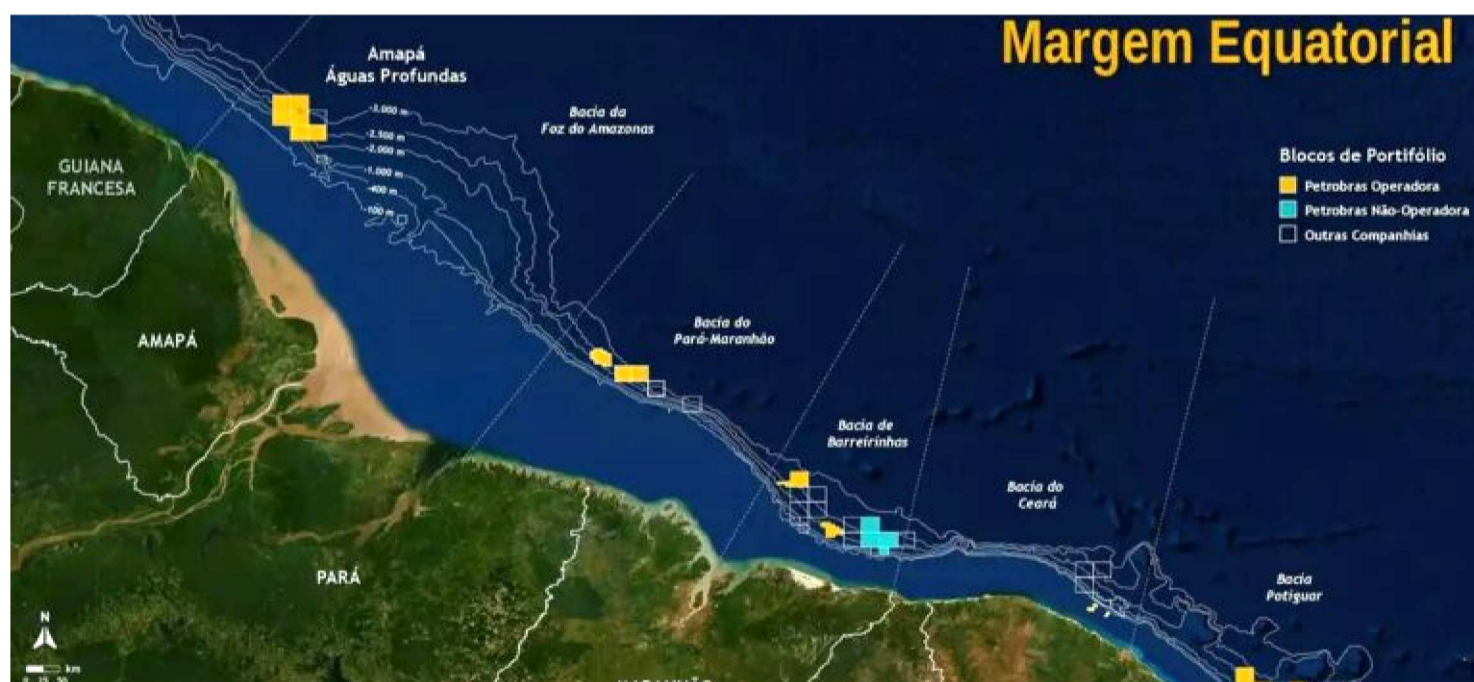 Margem Equatorial
Amapá
Águas Profundas
Bacia da
Foz do Amazonas
-3.000 m
-2.500 m
-2.000 m
-1.000 m
-400 m
-100 m
GUIANA
FRANCESA
Blocos de Portifólio
Petrobras Operadora
Petrobras Não-Operadora
Outras Companhias
AMAPÁ
Bacia do
Pará-Maranhão
Bacia de
Barreirinhas
Bacia do
Ceará
PARÁ
Bacia
Potiguar
N
km